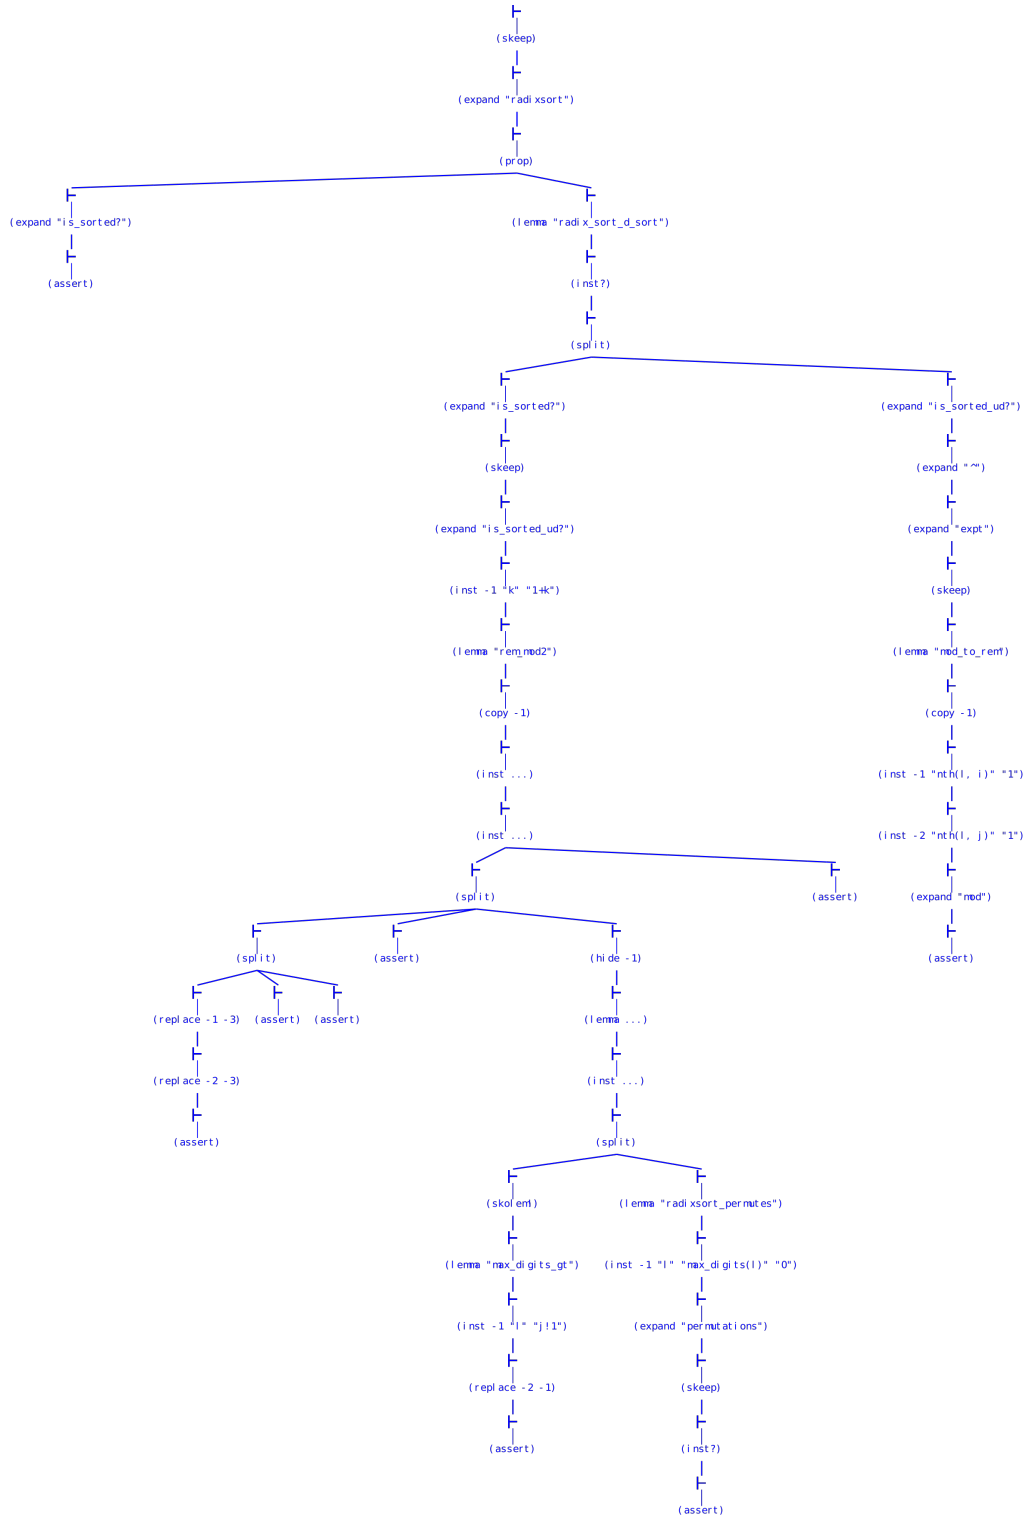 (skeep)
(expand "radixsort")
(prop)
(expand "is_sorted?") (lemma "radix_sort_d_sort")
(assert) (inst?)
(split)
(expand "is_sorted?") (expand "is_sorted_ud?")
(skeep) (expand "^")
(expand "is_sorted_ud?") (expand "expt")
(inst -1 "k" "1+k") (skeep)
(lemma "rem_mod2") (lemma "mod_to_rem")
(copy -1) (copy -1)
(inst ...) (inst -1 "nth(l, i)" "1")
(inst ...) (inst -2 "nth(l, j)" "1")
(split) (assert) (expand "mod")
(split) (assert) (hide -1) (assert)
(replace -1 -3) (assert) (assert) (lemma ...)
(replace -2 -3) (inst ...)
(assert) (split)
(skolem!) (lemma "radixsort_permutes")
(lemma "max_digits_gt") (inst -1 "l" "max_digits(l)" "0")
(inst -1 "l" "j!1") (expand "permutations")
(replace -2 -1) (skeep)
(assert) (inst?)
(assert)